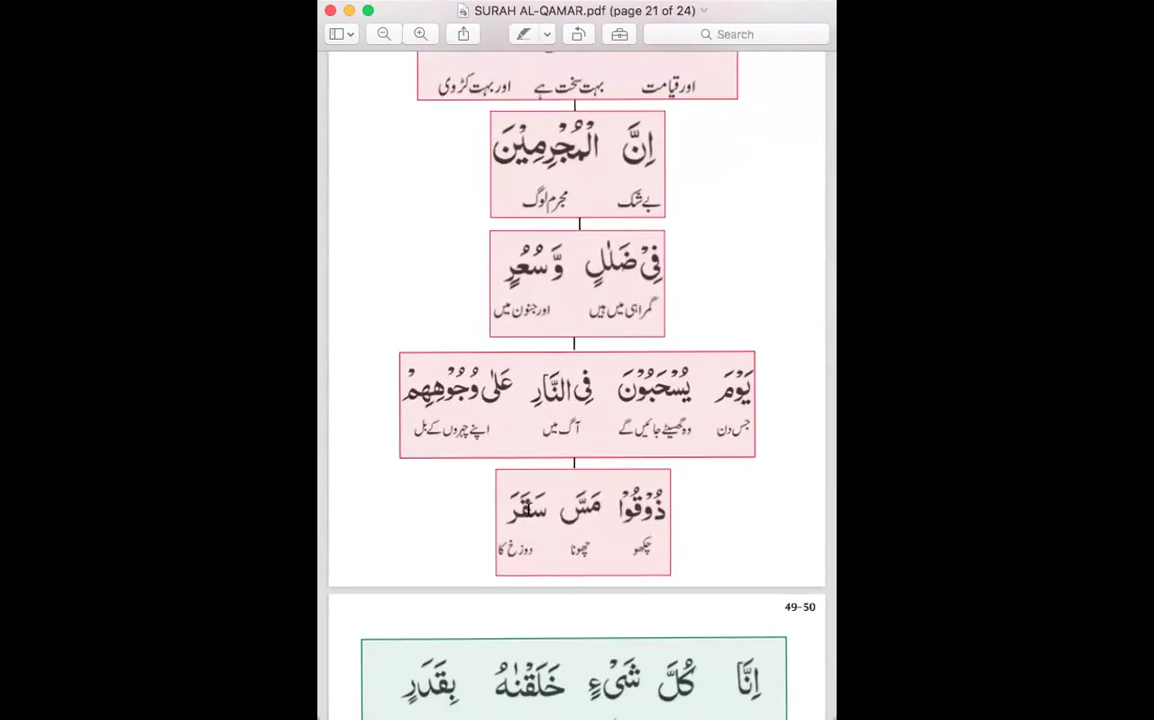 SURAH AL-QAMAR.pdf (page 21 of 24)
Search
اور قیامت بہت سخت ہے اور بہت کڑوی
اِنَّ الْمُجْرِمِيْنَ
بے شک مجرم لوگ
فِيْ ضَلٰلٍ وَّسُعُرٍ
گمراہی میں ہیں اور جنون میں
يَوْمَ يُسْحَبُوْنَ فِي النَّارِ عَلٰى وُجُوْهِهِمْ
جس دن وہ گھسیٹے جائیں گے آگ میں اپنے چہروں کے بل
ذُوْقُوْا مَسَّ سَقَرَ
چکھو چھونا دوزخ کا
49-50
اِنَّا كُلَّ شَيْءٍ خَلَقْنٰهُ بِقَدَرٍ